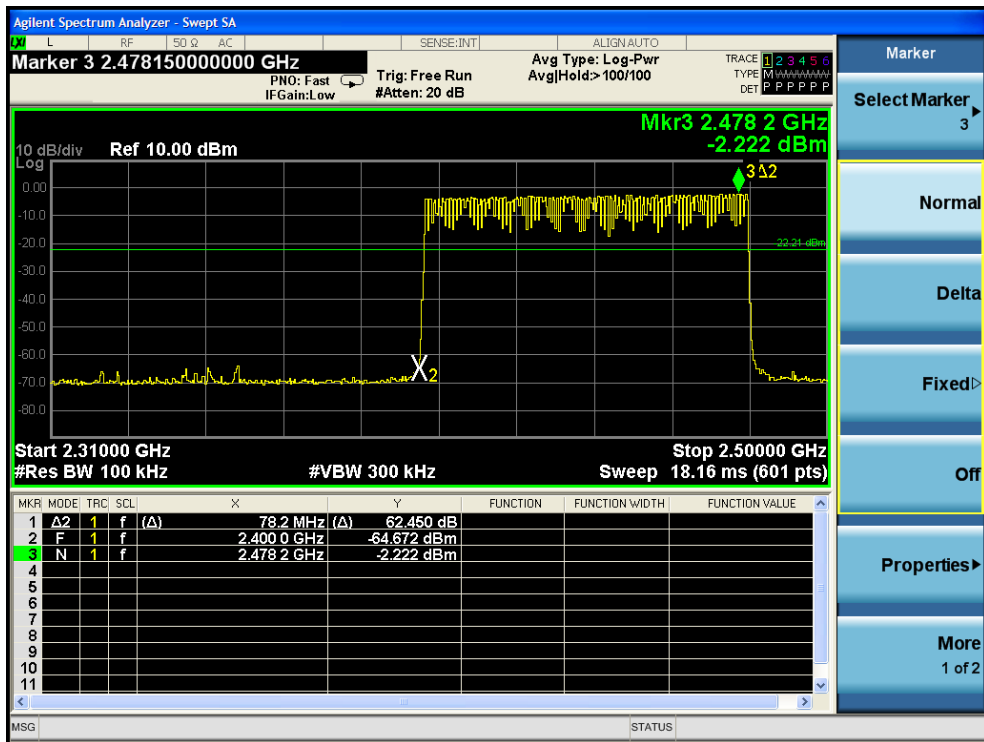 Agilent Spectrum Analyzer - Swept SA
LXI L RF 50 Ω AC SENSE:INT ALIGN AUTO
Marker 3 2.478150000000 GHz
PNO: Fast
IFGain:Low
Trig: Free Run
#Atten: 20 dB
Avg Type: Log-Pwr
Avg|Hold:>100/100
TRACE 1 2 3 4 5 6
TYPE M
DET P P P P P P
Mkr3 2.478 2 GHz
-2.222 dBm
10 dB/div Ref 10.00 dBm
Log
3 Δ2
0.00
-10.0
-20.0
-22.21 dBm
-30.0
-40.0
-50.0
-60.0
-70.0
-80.0
X2
Start 2.31000 GHz Stop 2.50000 GHz
#Res BW 100 kHz #VBW 300 kHz Sweep 18.16 ms (601 pts)
MKR MODE TRC SCL X Y FUNCTION FUNCTION WIDTH FUNCTION VALUE
1 Δ2 1 f (Δ) 78.2 MHz (Δ) 62.450 dB
2 F 1 f 2.400 0 GHz -64.672 dBm
3 N 1 f 2.478 2 GHz -2.222 dBm
4
5
6
7
8
9
10
11
MSG STATUS
Marker
Select Marker
3
Normal
Delta
Fixed
Off
Properties
More
1 of 2